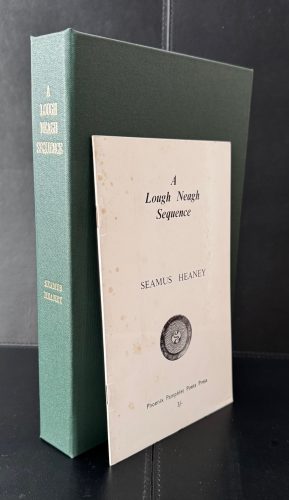 A
LOUGH
NEAGH
SEQUENCE
SEAMUS
HEANEY
A
Lough Neagh
Sequence
SEAMUS HEANEY
Phoenix Pamphlet Poets Press